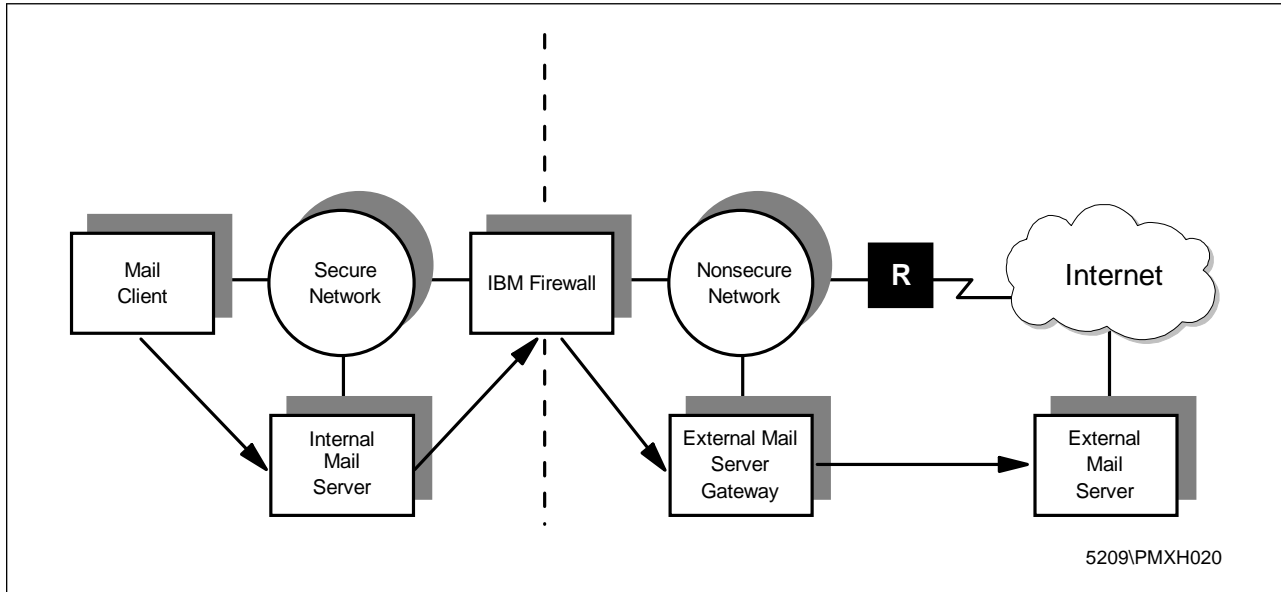 Mail
Client
Secure
Network
IBM Firewall
Nonsecure
Network
R
Internet
Internal
Mail
Server
External Mail
Server
Gateway
External
Mail
Server
5209\PMXH020